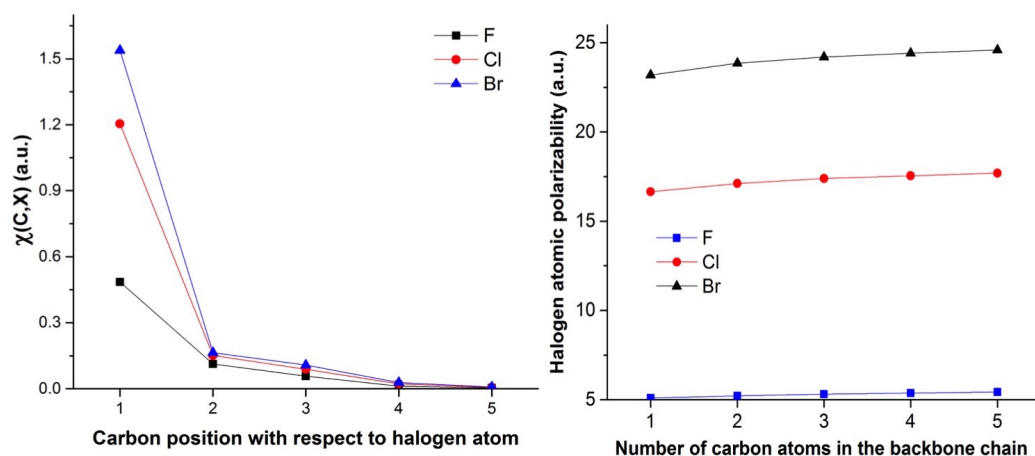 χ(C,X) (a.u.)
1.5
1.2
0.9
0.6
0.3
0.0
F
Cl
Br
1 2 3 4 5
Carbon position with respect to halogen atom
Halogen atomic polarizability (a.u.)
25
20
15
10
5
F
Cl
Br
1 2 3 4 5
Number of carbon atoms in the backbone chain